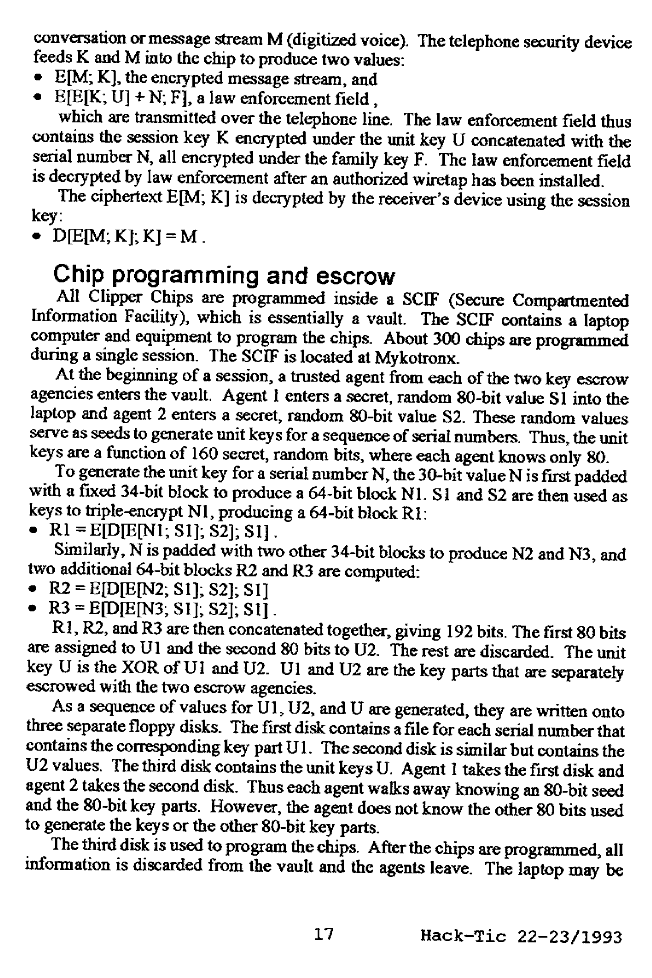 conversation or message stream M (digitized voice). The telephone security device
feeds K and M into the chip to produce two values:
• E[M; K], the encrypted message stream, and
• E[E[K; U] + N; F], a law enforcement field ,
which are transmitted over the telephone line. The law enforcement field thus
contains the session key K encrypted under the unit key U concatenated with the
serial number N, all encrypted under the family key F. The law enforcement field
is decrypted by law enforcement after an authorized wiretap has been installed.
The ciphertext E[M; K] is decrypted by the receiver's device using the session
key:
• D[E[M; K]; K] = M .
Chip programming and escrow
All Clipper Chips are programmed inside a SCIF (Secure Compartmented
Information Facility), which is essentially a vault. The SCIF contains a laptop
computer and equipment to program the chips. About 300 chips are programmed
during a single session. The SCIF is located at Mykotronx.
At the beginning of a session, a trusted agent from each of the two key escrow
agencies enters the vault. Agent 1 enters a secret, random 80-bit value S1 into the
laptop and agent 2 enters a secret, random 80-bit value S2. These random values
serve as seeds to generate unit keys for a sequence of serial numbers. Thus, the unit
keys are a function of 160 secret, random bits, where each agent knows only 80.
To generate the unit key for a serial number N, the 30-bit value N is first padded
with a fixed 34-bit block to produce a 64-bit block N1. S1 and S2 are then used as
keys to triple-encrypt N1, producing a 64-bit block R1:
• R1 = E[D[E[N1; S1]; S2]; S1] .
Similarly, N is padded with two other 34-bit blocks to produce N2 and N3, and
two additional 64-bit blocks R2 and R3 are computed:
• R2 = E[D[E[N2; S1]; S2]; S1]
• R3 = E[D[E[N3; S1]; S2]; S1] .
R1, R2, and R3 are then concatenated together, giving 192 bits. The first 80 bits
are assigned to U1 and the second 80 bits to U2. The rest are discarded. The unit
key U is the XOR of U1 and U2. U1 and U2 are the key parts that are separately
escrowed with the two escrow agencies.
As a sequence of values for U1, U2, and U are generated, they are written onto
three separate floppy disks. The first disk contains a file for each serial number that
contains the corresponding key part U1. The second disk is similar but contains the
U2 values. The third disk contains the unit keys U. Agent 1 takes the first disk and
agent 2 takes the second disk. Thus each agent walks away knowing an 80-bit seed
and the 80-bit key parts. However, the agent does not know the other 80 bits used
to generate the keys or the other 80-bit key parts.
The third disk is used to program the chips. After the chips are programmed, all
information is discarded from the vault and the agents leave. The laptop may be
17 Hack-Tic 22-23/1993